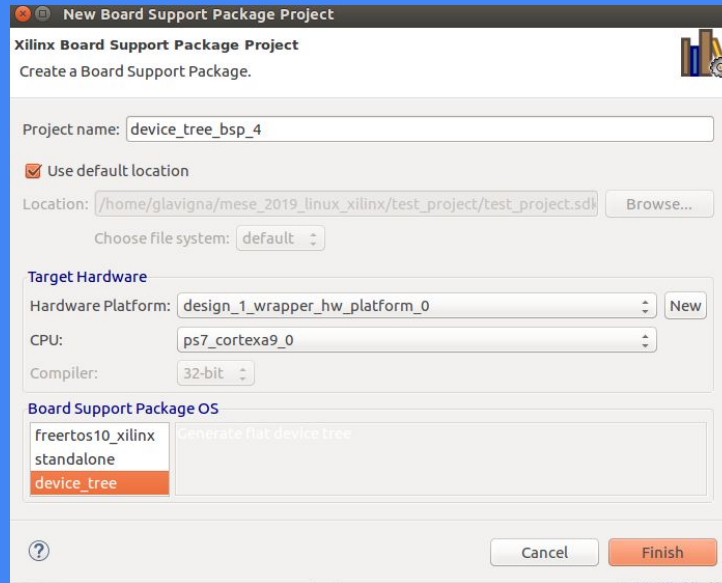 New Board Support Package Project
Xilinx Board Support Package Project
Create a Board Support Package.
Project name: device_tree_bsp_4
Use default location
Location: /home/glavigna/mese_2019_linux_xilinx/test_project/test_project.sdk Browse...
Choose file system: default
Target Hardware
Hardware Platform: design_1_wrapper_hw_platform_0 New
CPU: ps7_cortexa9_0
Compiler: 32-bit
Board Support Package OS
freertos10_xilinx Generate flat device tree
standalone
device_tree
? Cancel Finish